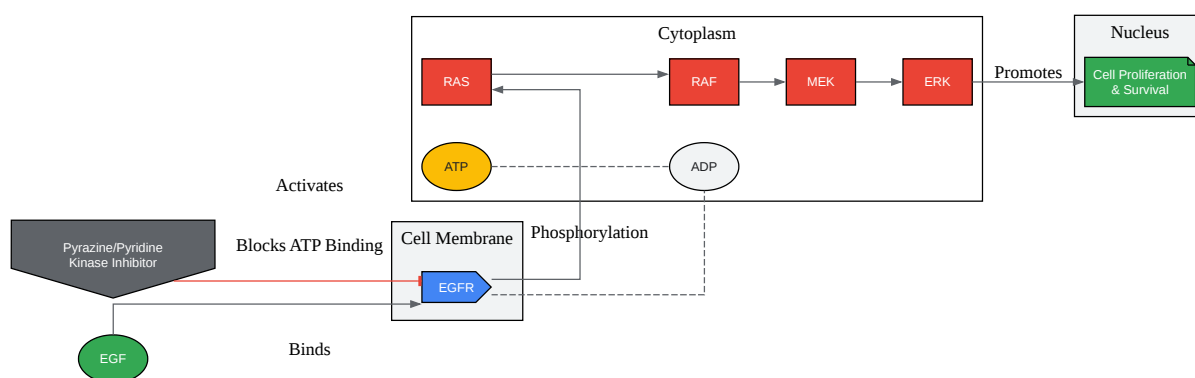 Cytoplasm
Nucleus
RAS
RAF
MEK
ERK
Promotes
Cell Proliferation
& Survival
ATP
ADP
Activates
Pyrazine/Pyridine
Kinase Inhibitor
Blocks ATP Binding
Cell Membrane
Phosphorylation
EGFR
Binds
EGF